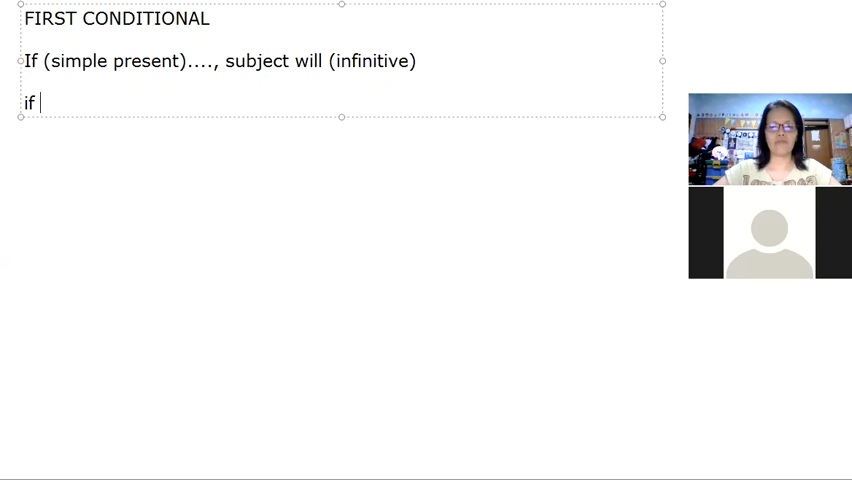 FIRST CONDITIONAL
If (simple present)...., subject will (infinitive)
if